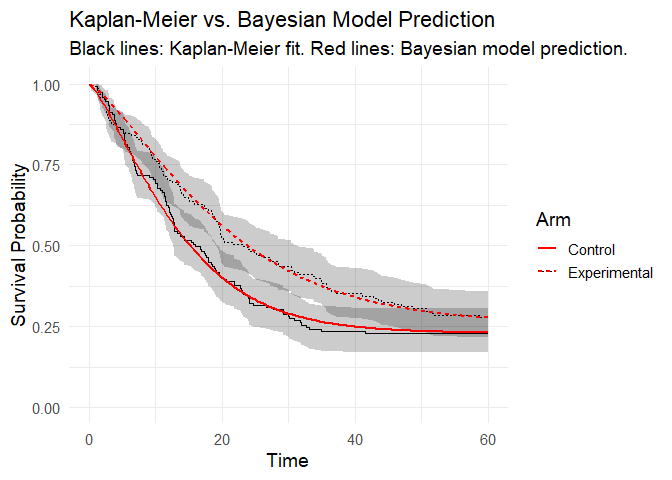 Kaplan-Meier vs. Bayesian Model Prediction
Black lines: Kaplan-Meier fit. Red lines: Bayesian model prediction.
Survival Probability
1.00
0.75
0.50
0.25
0.00
0
20
40
60
Time
Arm
Control
Experimental